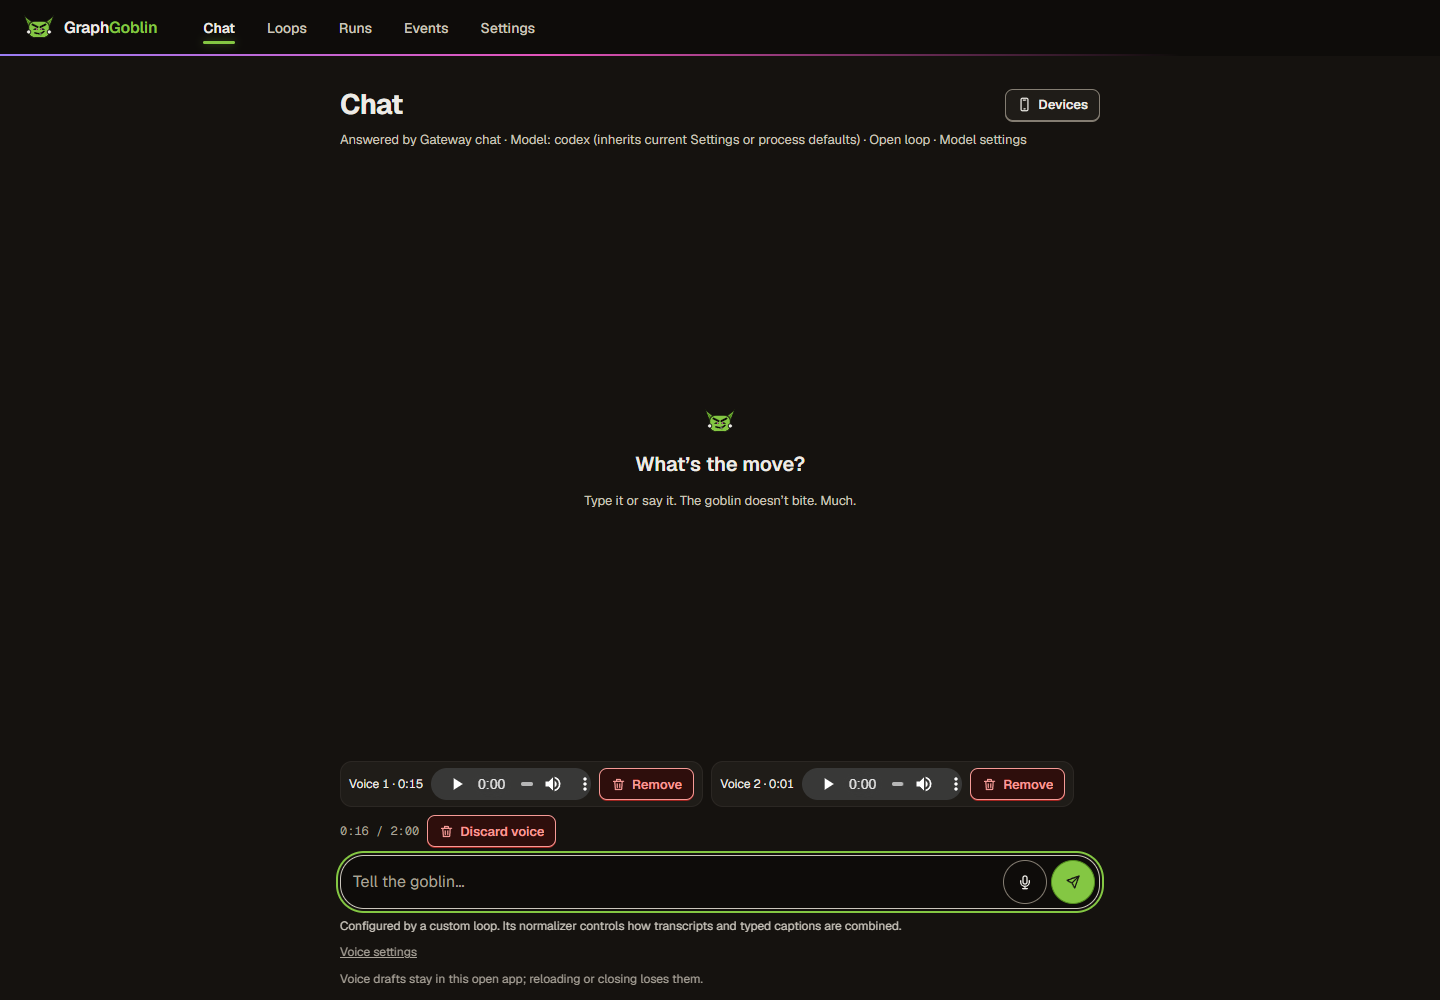 GraphGoblin Chat Loops Runs Events Settings
Chat Devices
Answered by Gateway chat · Model: codex (inherits current Settings or process defaults) · Open loop · Model settings
What’s the move?
Type it or say it. The goblin doesn’t bite. Much.
Voice 1 · 0:15 0:00 Remove Voice 2 · 0:01 0:00 Remove
0:16 / 2:00 Discard voice
Tell the goblin...
Configured by a custom loop. Its normalizer controls how transcripts and typed captions are combined.
Voice settings
Voice drafts stay in this open app; reloading or closing loses them.